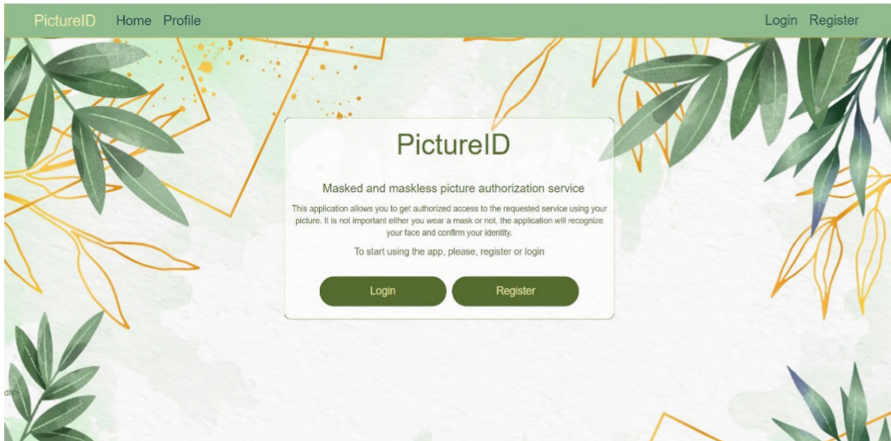 PictureID Home Profile Login Register
PictureID
Masked and maskless picture authorization service
This application allows you to get authorized access to the requested service using your
picture. It is not important either you wear a mask or not, the application will recognize
your face and confirm your identity.
To start using the app, please, register or login
Login Register